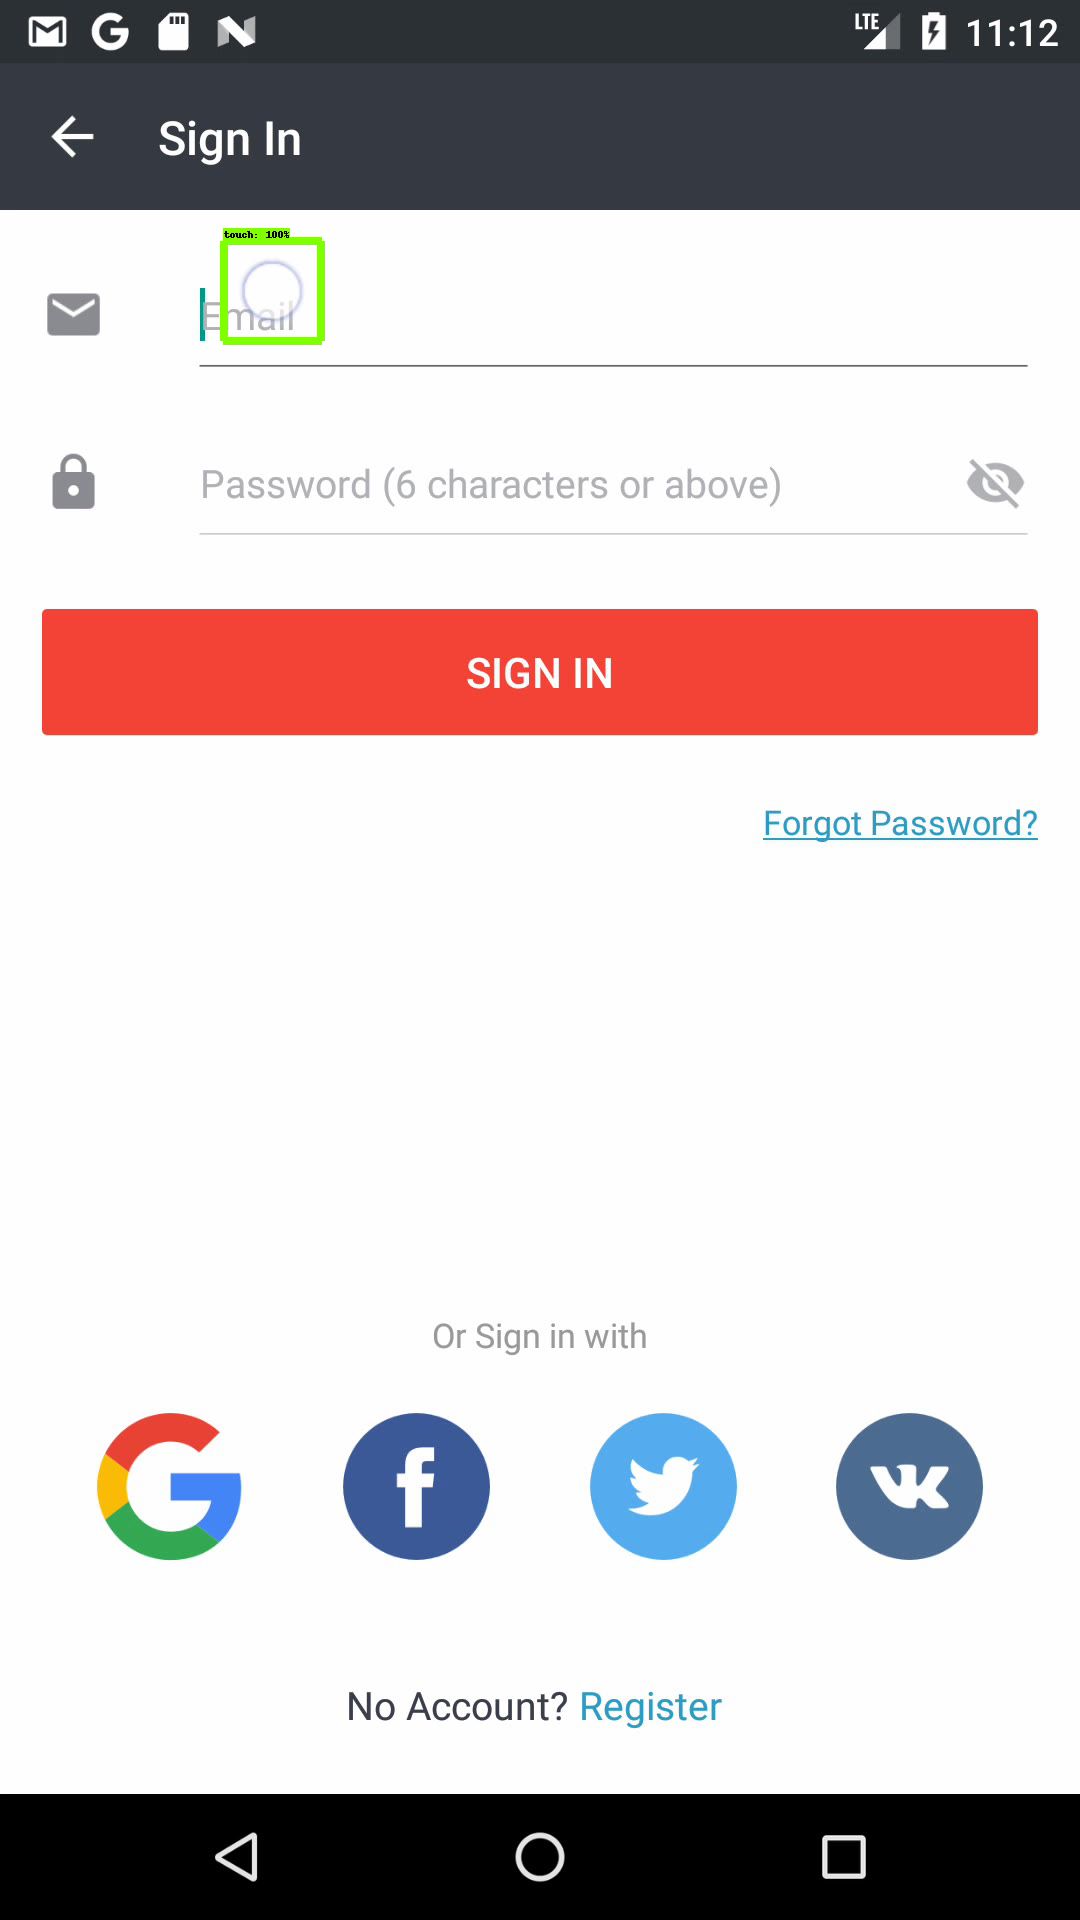 LTE 11:12
Sign In
touch: 100%
Email
Password (6 characters or above)
SIGN IN
Forgot Password?
Or Sign in with
No Account? Register